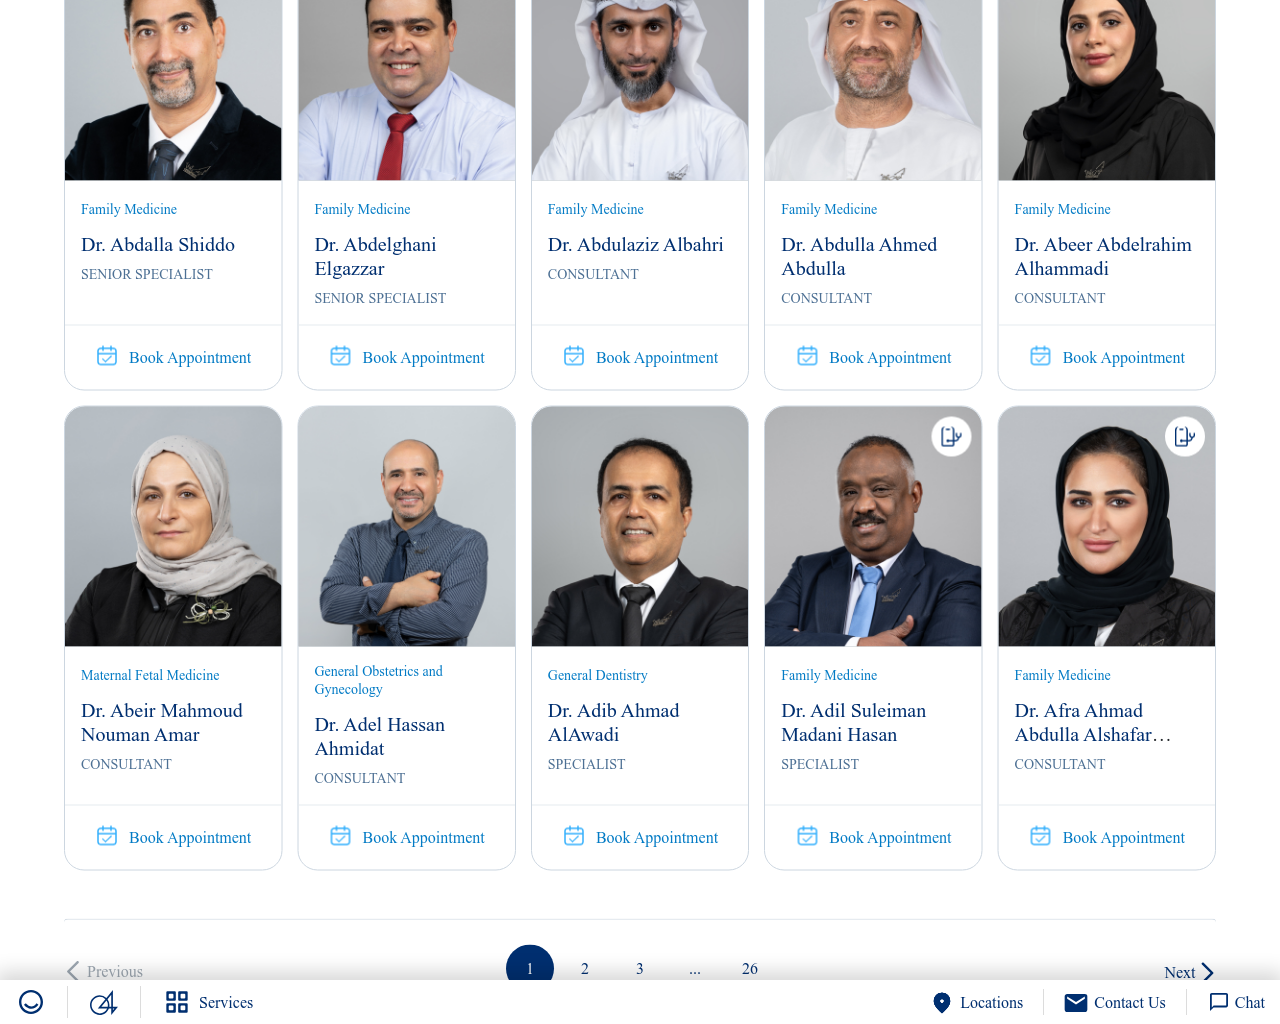 Family Medicine
Dr. Abdalla Shiddo
SENIOR SPECIALIST
Book Appointment
Family Medicine
Dr. Abdelghani
Elgazzar
SENIOR SPECIALIST
Book Appointment
Family Medicine
Dr. Abdulaziz Albahri
CONSULTANT
Book Appointment
Family Medicine
Dr. Abdulla Ahmed
Abdulla
CONSULTANT
Book Appointment
Family Medicine
Dr. Abeer Abdelrahim
Alhammadi
CONSULTANT
Book Appointment
Maternal Fetal Medicine
Dr. Abeir Mahmoud
Nouman Amar
CONSULTANT
Book Appointment
General Obstetrics and
Gynecology
Dr. Adel Hassan
Ahmidat
CONSULTANT
Book Appointment
General Dentistry
Dr. Adib Ahmad
AlAwadi
SPECIALIST
Book Appointment
Family Medicine
Dr. Adil Suleiman
Madani Hasan
SPECIALIST
Book Appointment
Family Medicine
Dr. Afra Ahmad
Abdulla Alshafar…
CONSULTANT
Book Appointment
Previous
1
2
3
...
26
Next
Services
Locations
Contact Us
Chat